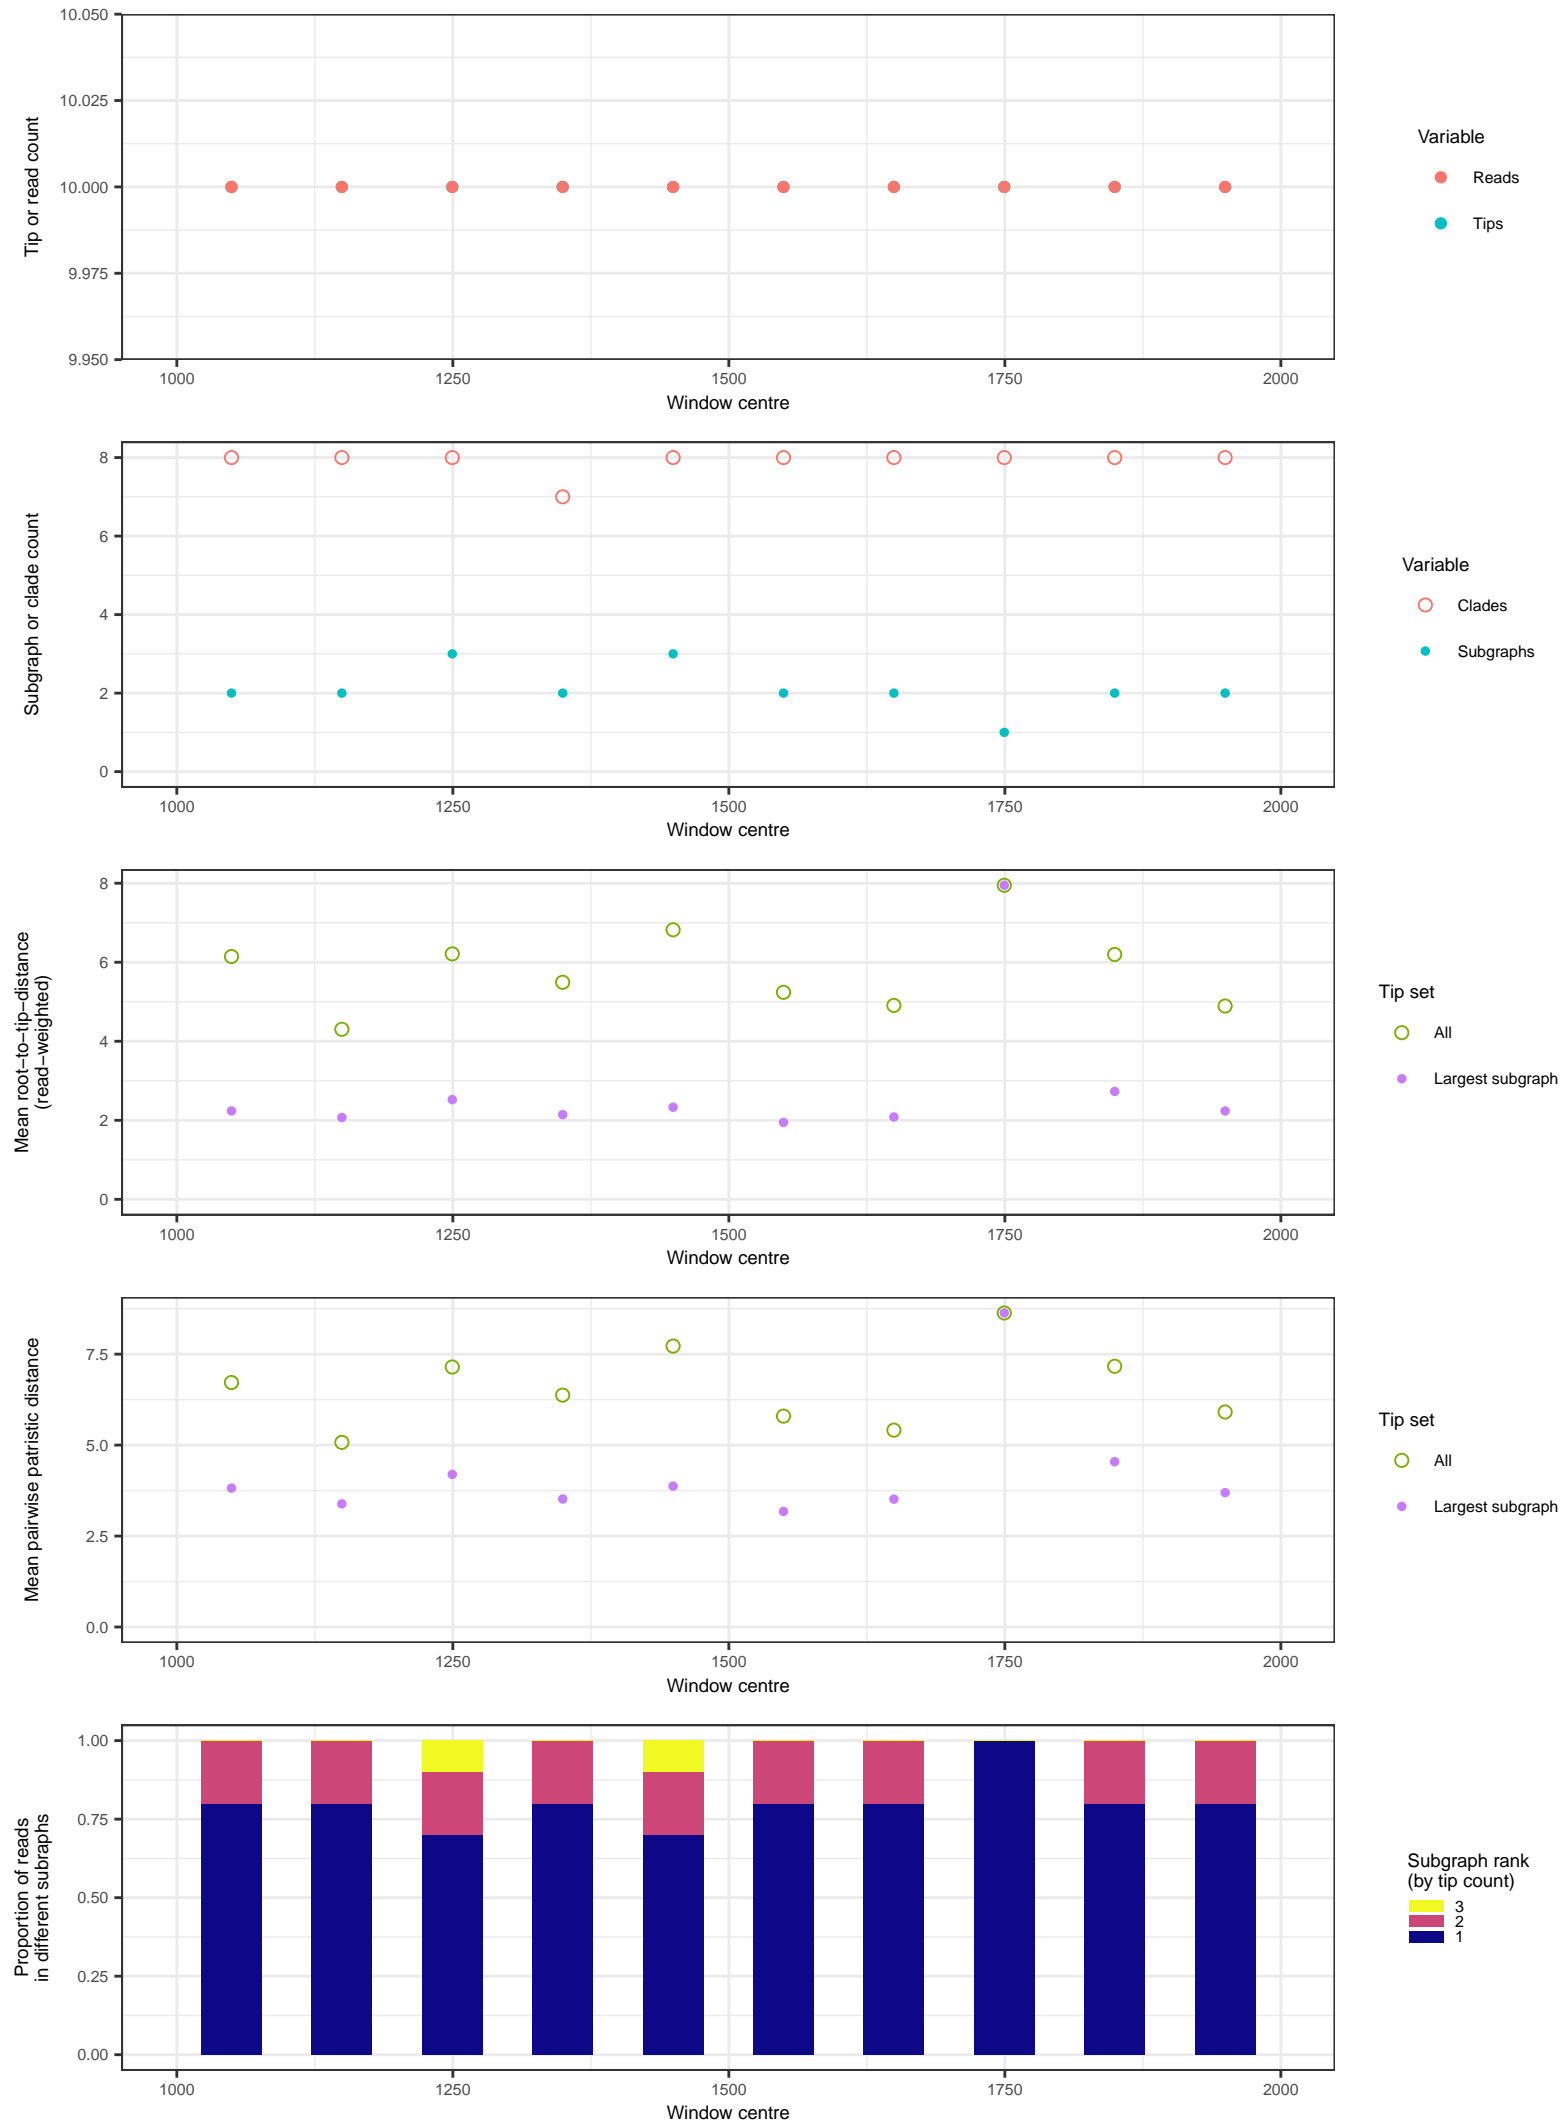 10.050
10.025
10.000
9.975
9.950
Tip or read count
1000 1250 1500 1750 2000
Window centre
Variable
Reads
Tips
8
6
4
2
0
Subgraph or clade count
1000 1250 1500 1750 2000
Window centre
Variable
Clades
Subgraphs
8
6
4
2
0
Mean root−to−tip−distance
(read−weighted)
1000 1250 1500 1750 2000
Window centre
Tip set
All
Largest subgraph
7.5
5.0
2.5
0.0
Mean pairwise patristic distance
1000 1250 1500 1750 2000
Window centre
Tip set
All
Largest subgraph
1.00
0.75
0.50
0.25
0.00
Proportion of reads
in different subraphs
1000 1250 1500 1750 2000
Window centre
Subgraph rank
(by tip count)
3
2
1